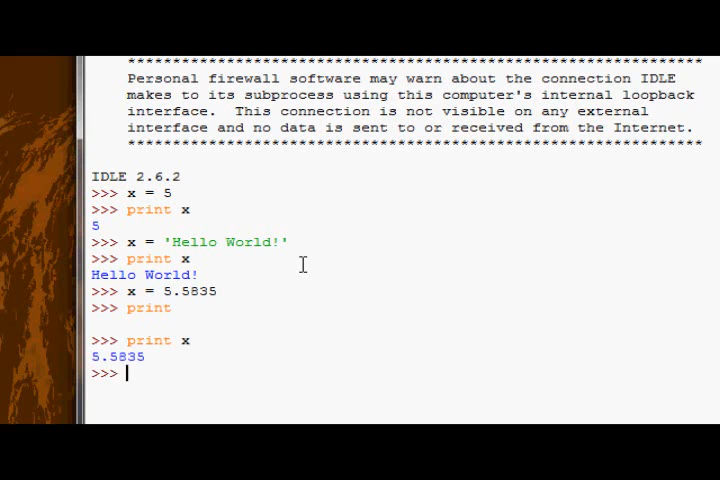 ********************************************************************
Personal firewall software may warn about the connection IDLE
makes to its subprocess using this computer's internal loopback
interface.  This connection is not visible on any external
interface and no data is sent to or received from the Internet.
****************************************************************
IDLE 2.6.2
>>> x = 5
>>> print x
5
>>> x = 'Hello World!'
>>> print x
Hello World!
>>> x = 5.5835
>>> print
>>> print x
5.5835
>>>